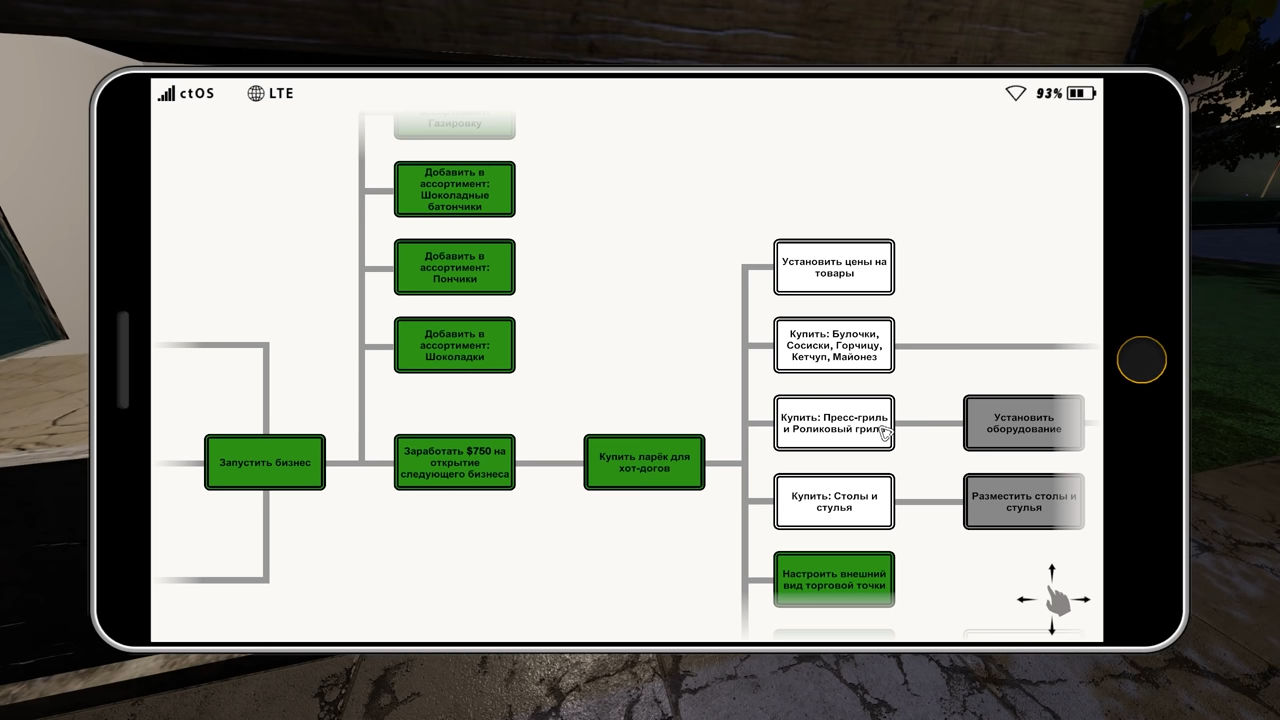 ctOS LTE 93%
Газировку
Добавить в
ассортимент:
Шоколадные
батончики
Добавить в
ассортимент:
Пончики
Добавить в
ассортимент:
Шоколадки
Запустить бизнес
Заработать $750 на
открытие
следующего бизнеса
Купить ларёк для
хот-догов
Установить цены на
товары
Купить: Булочки,
Сосиски, Горчицу,
Кетчуп, Майонез
Купить: Пресс-гриль
и Роликовый гриль
Установить
оборудование
Купить: Столы и
стулья
Разместить столы и
стулья
Настроить внешний
вид торговой точки